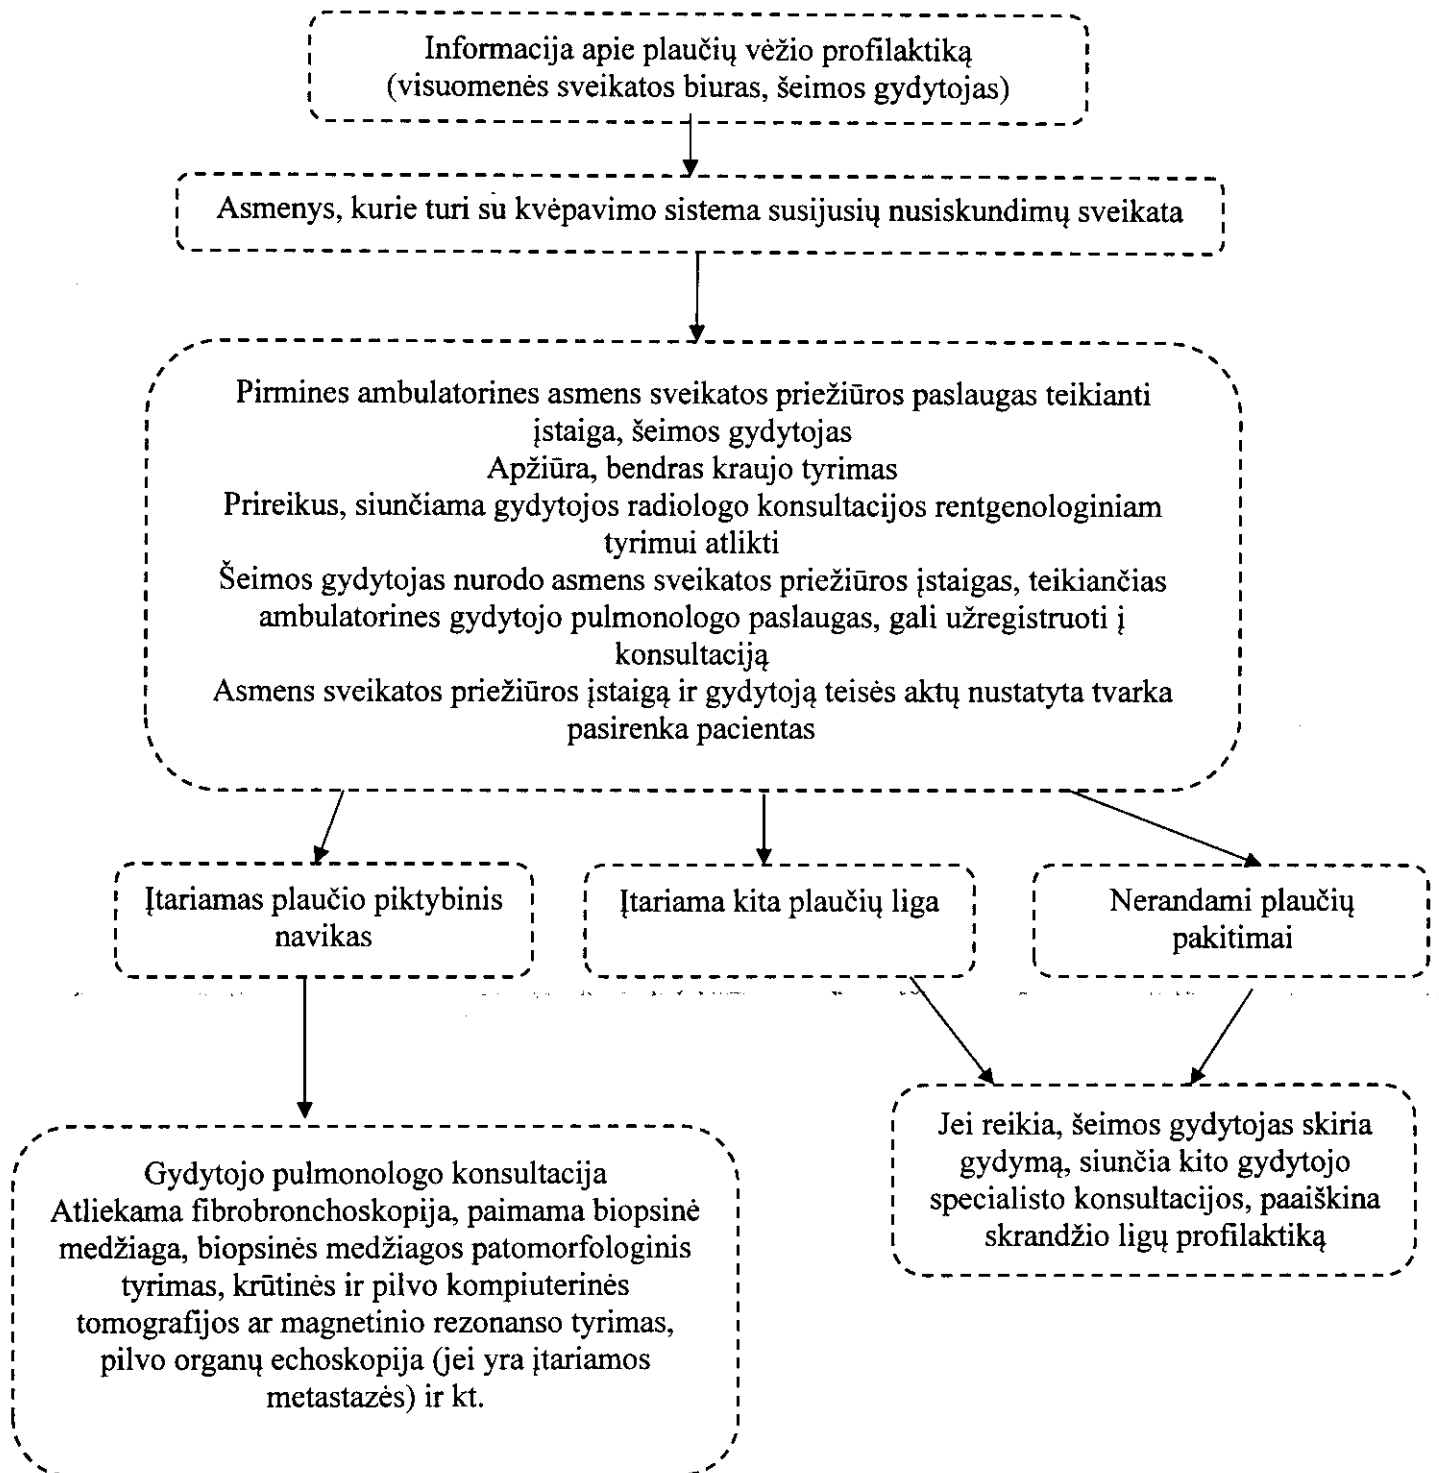 Informacija apie plaučių vėžio profilaktiką
(visuomenės sveikatos biuras, šeimos gydytojas)
Asmenys, kurie turi su kvėpavimo sistema susijusių nusiskundimų sveikata
Pirmines ambulatorines asmens sveikatos priežiūros paslaugas teikianti
įstaiga, šeimos gydytojas
Apžiūra, bendras kraujo tyrimas
Prireikus, siunčiama gydytojos radiologo konsultacijos rentgenologiniam
tyrimui atlikti
Šeimos gydytojas nurodo asmens sveikatos priežiūros įstaigas, teikiančias
ambulatorines gydytojo pulmonologo paslaugas, gali užregistruoti į
konsultaciją
Asmens sveikatos priežiūros įstaigą ir gydytoją teisės aktų nustatyta tvarka
pasirenka pacientas
Įtariamas plaučio piktybinis
navikas
Įtariama kita plaučių liga
Nerandami plaučių
pakitimai
Gydytojo pulmonologo konsultacija
Atliekama fibrobronchoskopija, paimama biopsinė
medžiaga, biopsinės medžiagos patomorfologinis
tyrimas, krūtinės ir pilvo kompiuterinės
tomografijos ar magnetinio rezonanso tyrimas,
pilvo organų echoskopija (jei yra įtariamos
metastazės) ir kt.
Jei reikia, šeimos gydytojas skiria
gydymą, siunčia kito gydytojo
specialisto konsultacijos, paaiškina
skrandžio ligų profilaktiką